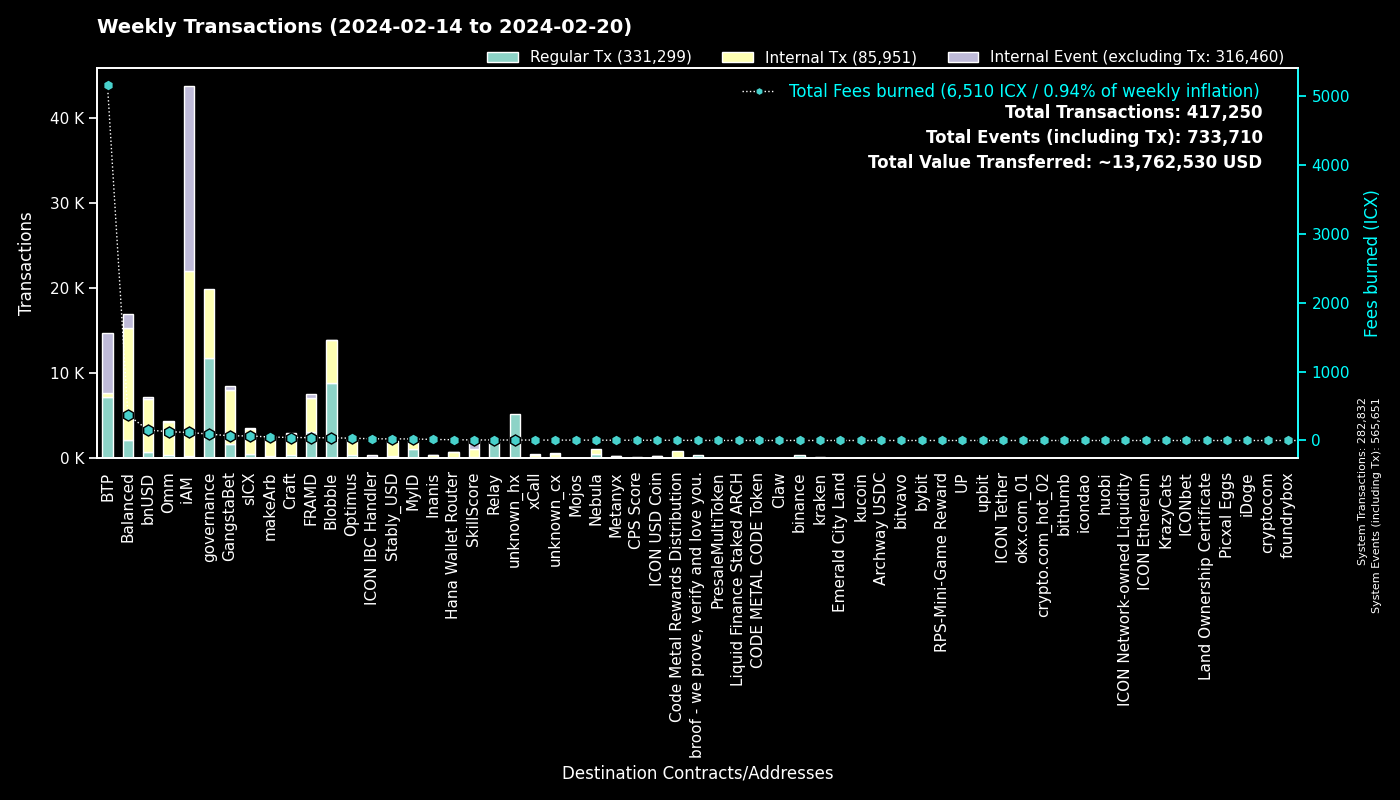 Weekly Transactions (2024-02-14 to 2024-02-20)
Regular Tx (331,299)
Internal Tx (85,951)
Internal Event (excluding Tx: 316,460)
Total Fees burned (6,510 ICX / 0.94% of weekly inflation)
Total Transactions: 417,250
Total Events (including Tx): 733,710
Total Value Transferred: ~13,762,530 USD
Transactions
40 K
30 K
20 K
10 K
0 K
5000
4000
3000
2000
1000
0
Fees burned (ICX)
System Transactions: 282,832
System Events (including Tx): 565,651
BTP
Balanced
bnUSD
Omm
iAM
governance
GangstaBet
sICX
makeArb
Craft
FRAMD
Blobble
Optimus
ICON IBC Handler
Stably_USD
MyID
Inanis
Hana Wallet Router
SkillScore
Relay
unknown_hx
xCall
unknown_cx
Mojos
Nebula
Metanyx
CPS Score
ICON USD Coin
Code Metal Rewards Distribution
broof - we prove, verify and love you.
PresaleMultiToken
Liquid Finance Staked ARCH
CODE METAL CODE Token
Claw
binance
kraken
Emerald City Land
kucoin
Archway USDC
bitvavo
bybit
RPS-Mini-Game Reward
UP
upbit
ICON Tether
okx.com_01
crypto.com_hot_02
bithumb
icondao
huobi
ICON Network-owned Liquidity
ICON Ethereum
KrazyCats
ICONbet
Land Ownership Certificate
Picxal Eggs
iDoge
cryptocom
foundrybox
Destination Contracts/Addresses